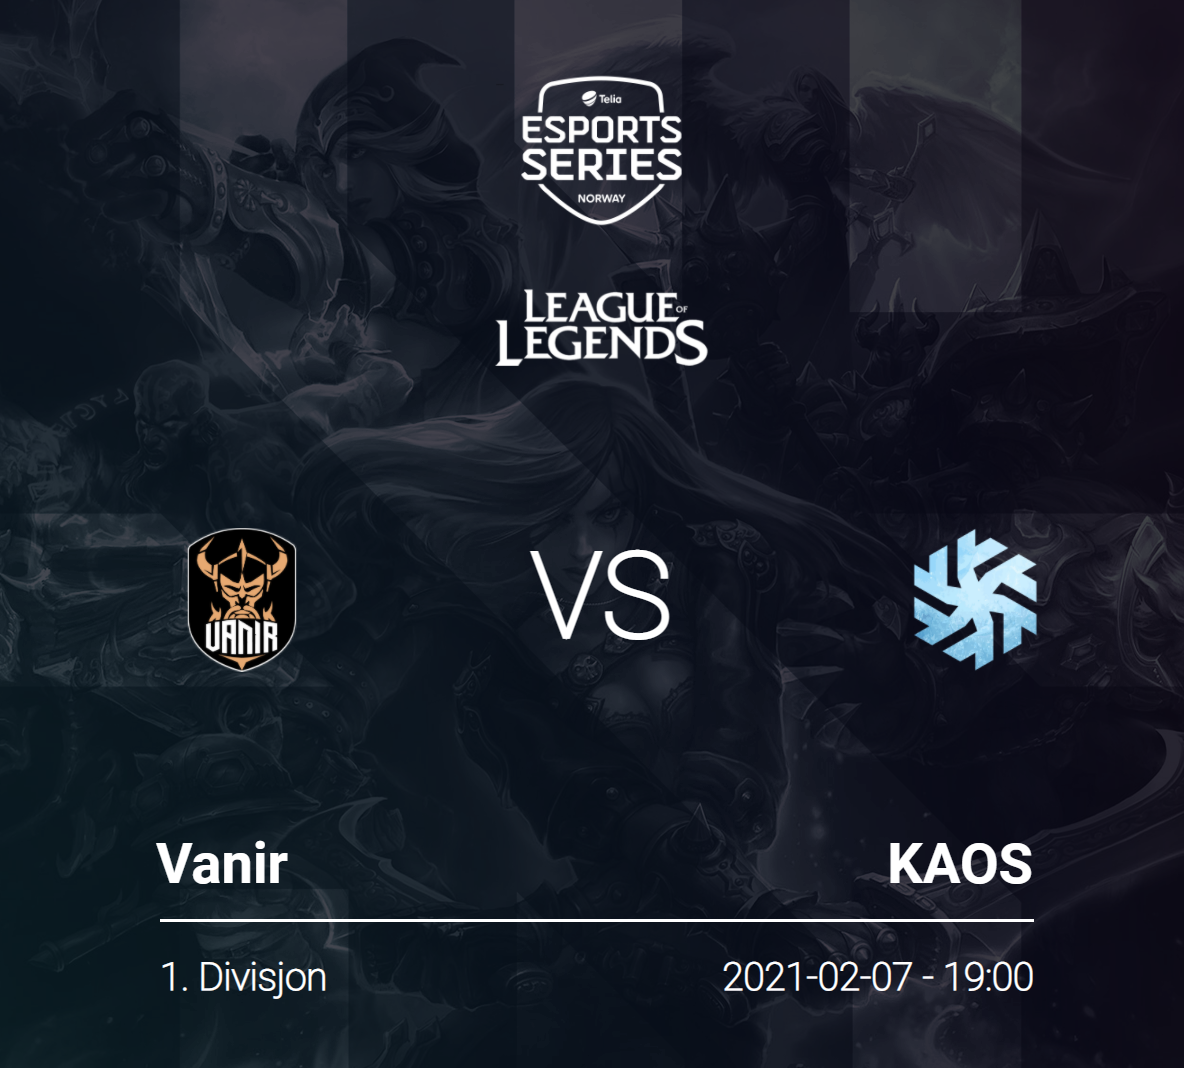 Telia
ESPORTS
SERIES
NORWAY
LEAGUE OF
LEGENDS
VANIR
VS
Vanir
KAOS
1. Divisjon
2021-02-07 - 19:00